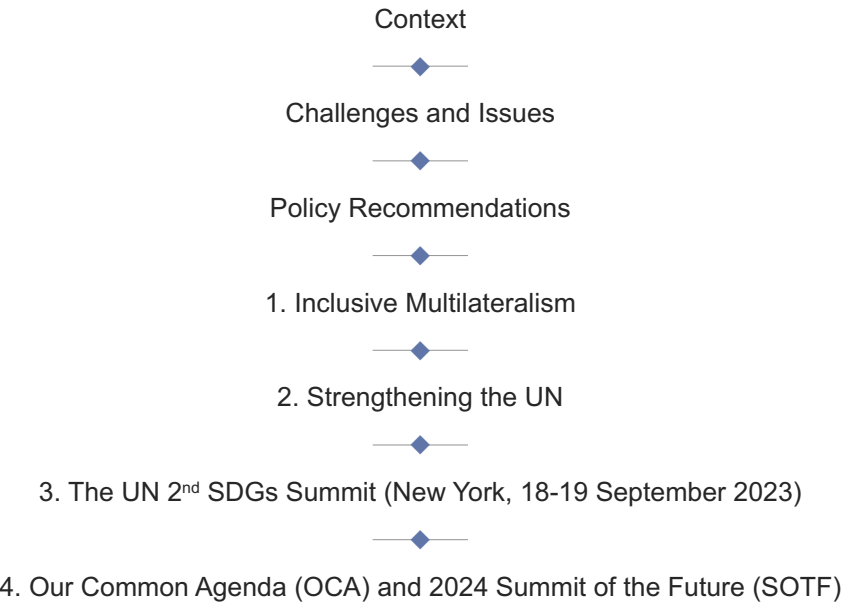 Context
Challenges and Issues
Policy Recommendations
1. Inclusive Multilateralism
2. Strengthening the UN
3. The UN 2nd SDGs Summit (New York, 18-19 September 2023)
4. Our Common Agenda (OCA) and 2024 Summit of the Future (SOTF)